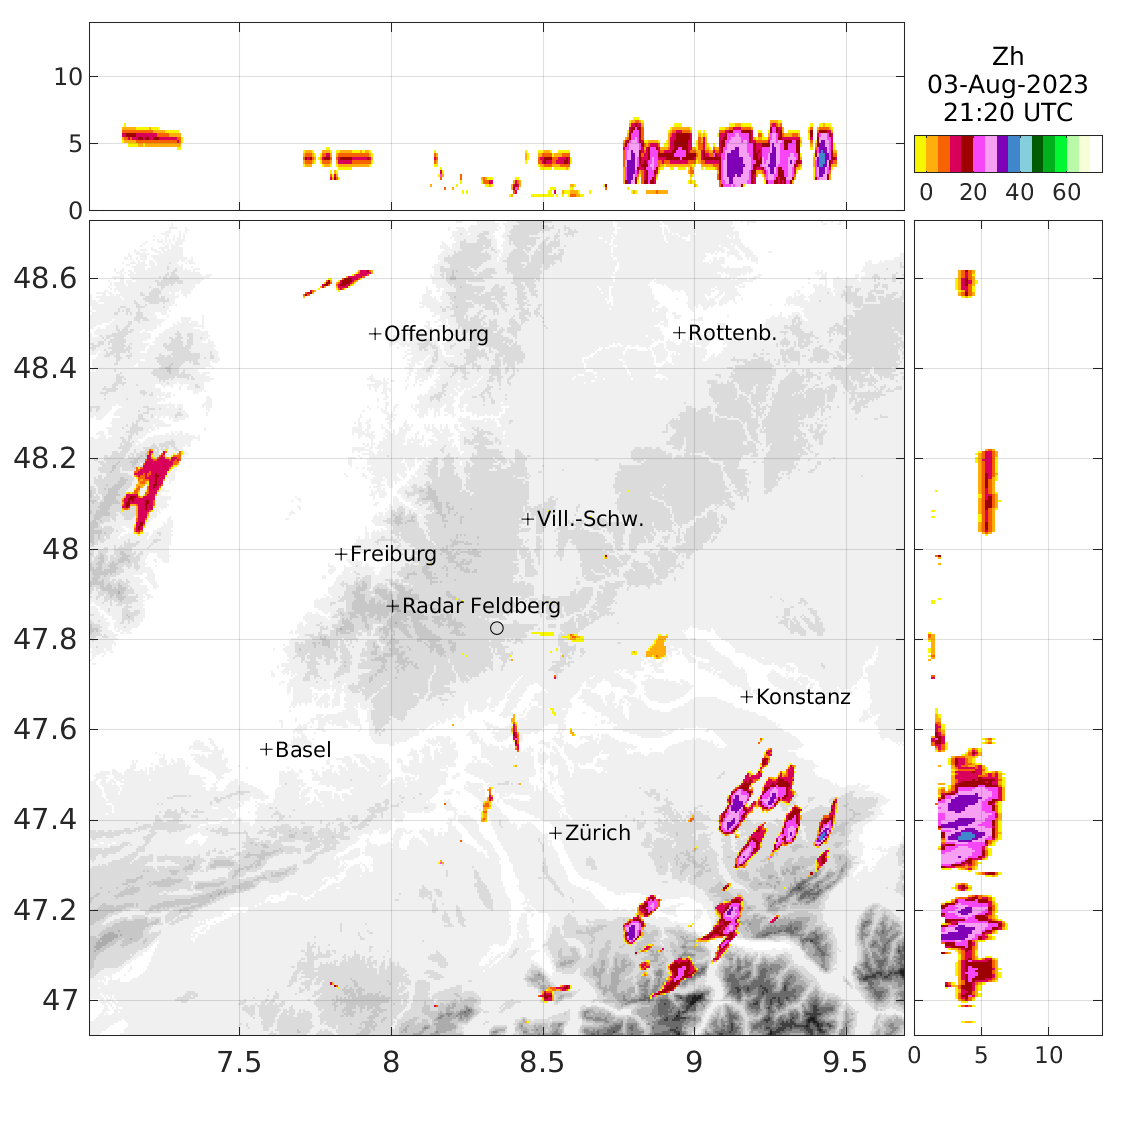 Zh
03-Aug-2023
21:20 UTC
0 20 40 60
10
5
0
48.6
48.4
48.2
48
47.8
47.6
47.4
47.2
47
+Offenburg
+Rottenb.
+Vill.-Schw.
+Freiburg
+Radar Feldberg
+Konstanz
+Basel
+Zürich
7.5 8 8.5 9 9.5
0 5 10